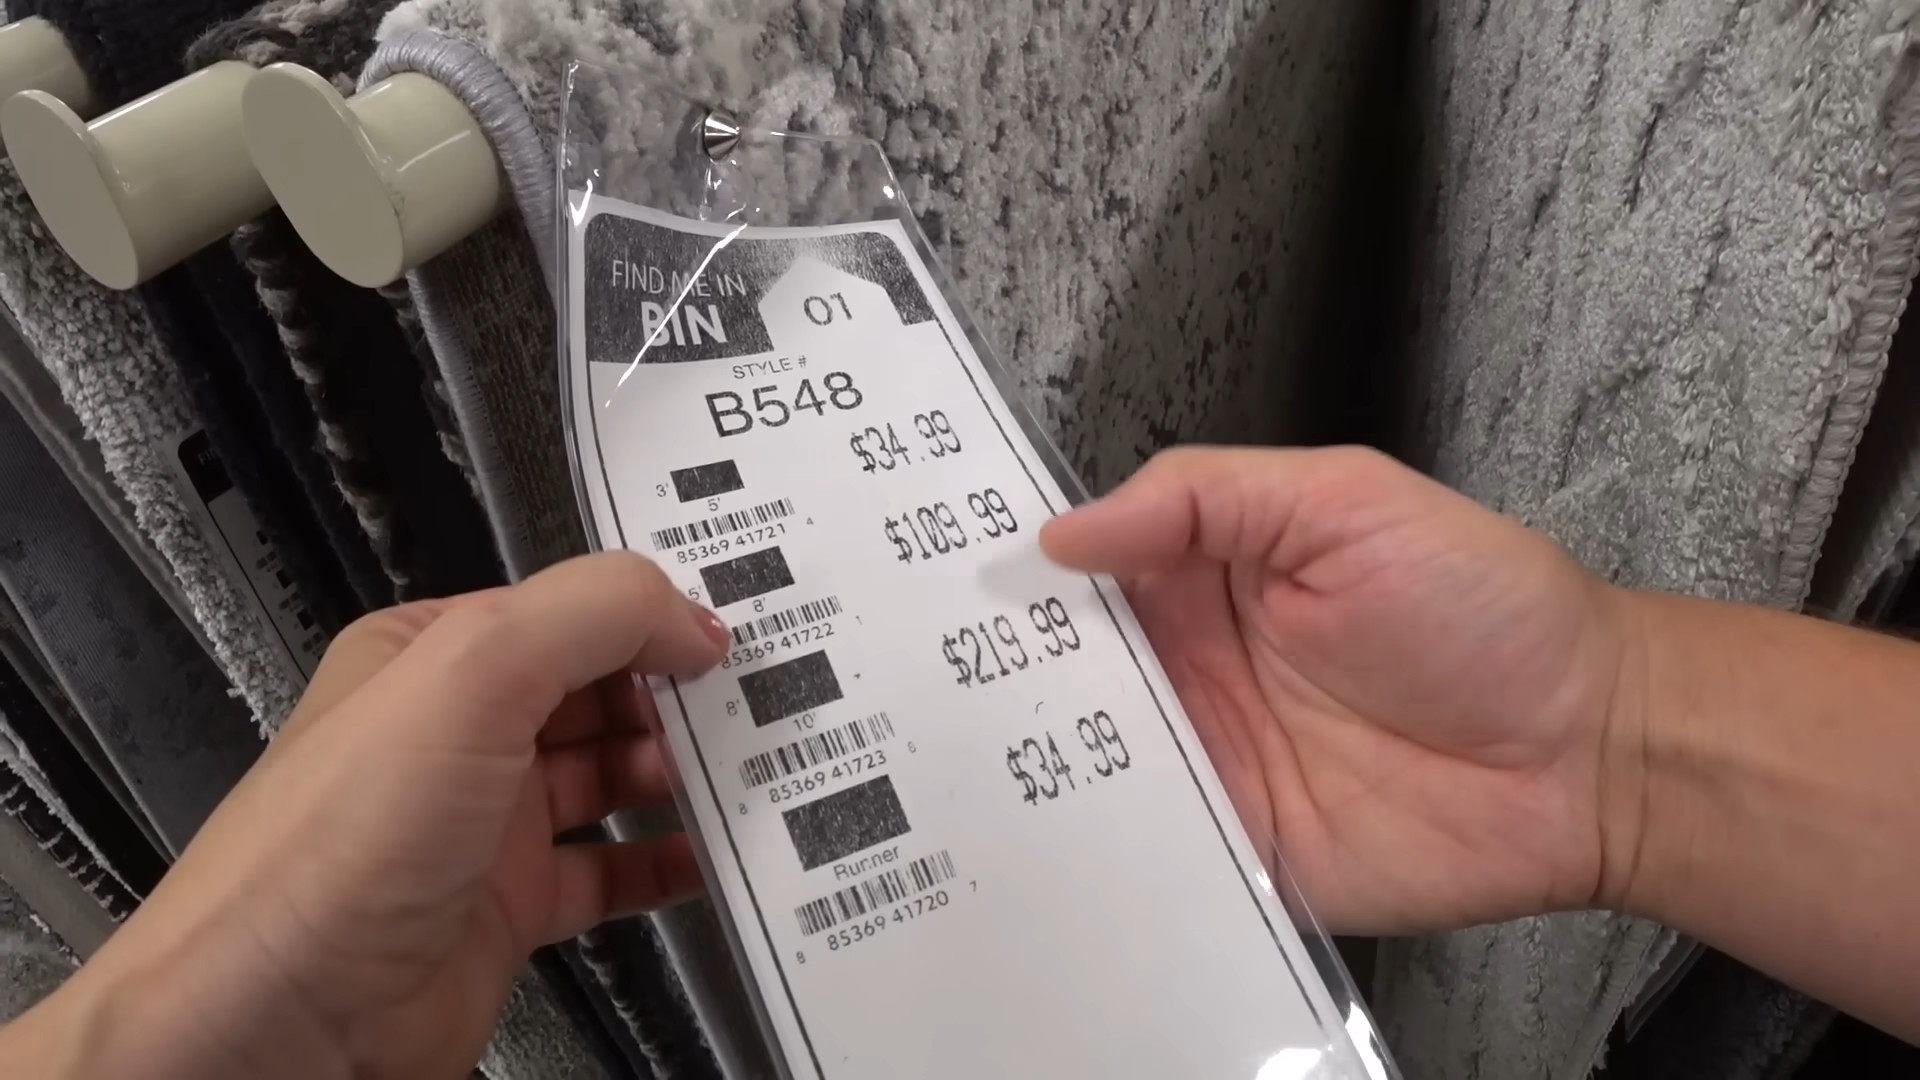 FIND ME IN
BIN
01
STYLE #
B548
$34.99
3'
5'
4
85369 41721
$109.99
5'
8'
1
85369 41722
$219.99
8'
10'
6
8 85369 41723
$34.99
Runner
7
8 85369 41720